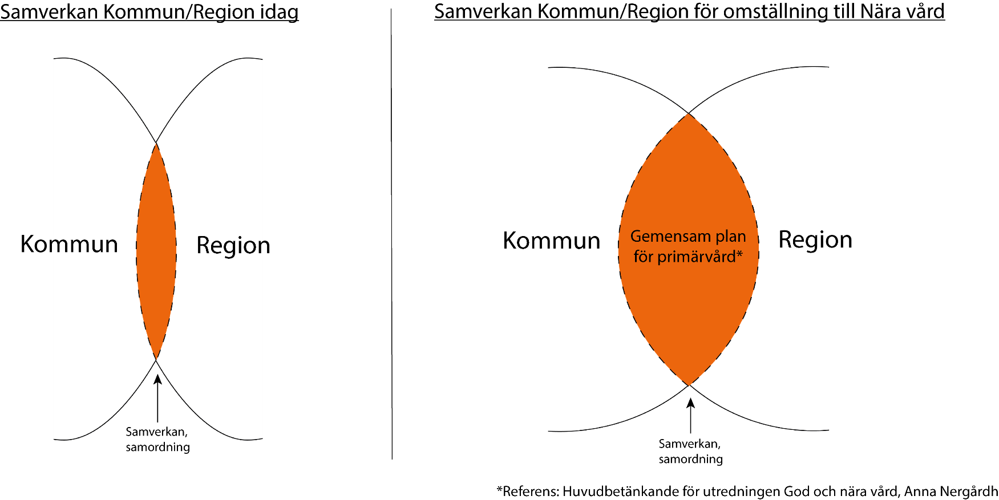 Samverkan Kommun/Region idag
Kommun
Region
Samverkan,
samordning
Samverkan Kommun/Region för omställning till Nära vård
Kommun
Gemensam plan
för primärvård*
Region
Samverkan,
samordning
*Referens: Huvudbetänkande för utredningen God och nära vård, Anna Nergårdh